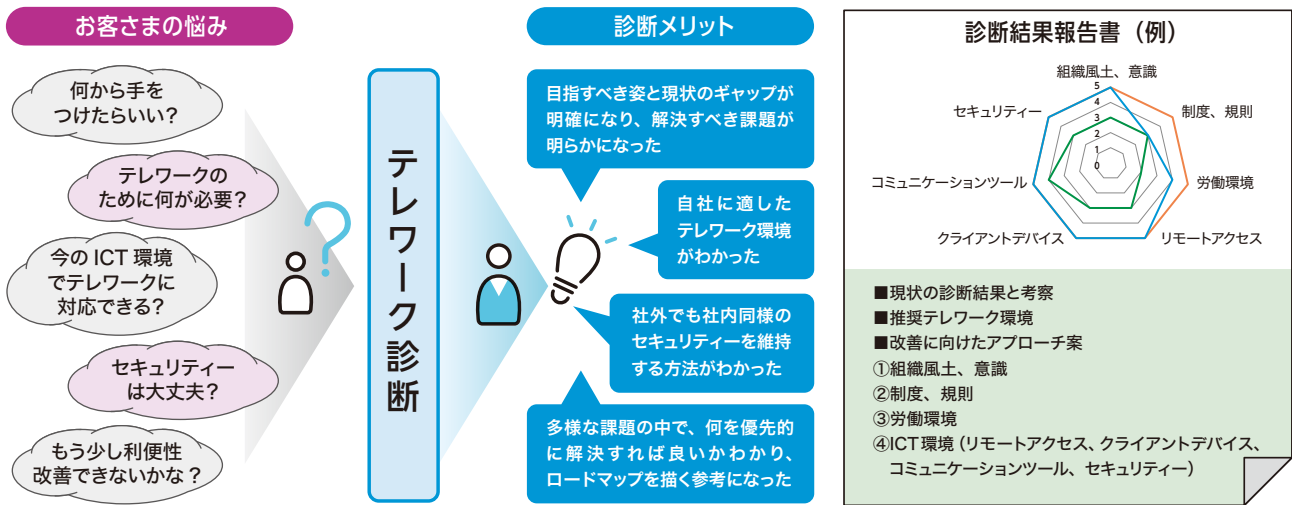 お客さまの悩み
何から手を
つけたらいい?
テレワークの
ために何が必要?
今の ICT 環境
でテレワークに
対応できる?
セキュリティー
は大丈夫?
もう少し利便性
改善できないかな?
?
テレワーク診断
診断メリット
目指すべき姿と現状のギャップが
明確になり、解決すべき課題が
明らかになった
自社に適した
テレワーク環境
がわかった
社外でも社内同様の
セキュリティーを維持
する方法がわかった
多様な課題の中で、何を優先的
に解決すれば良いかわかり、
ロードマップを描く参考になった
診断結果報告書（例）
組織風土、意識
制度、規則
労働環境
リモートアクセス
クライアントデバイス
コミュニケーションツール
セキュリティー
5
4
3
2
1
0
■現状の診断結果と考察
■推奨テレワーク環境
■改善に向けたアプローチ案
①組織風土、意識
②制度、規則
③労働環境
④ICT環境（リモートアクセス、クライアントデバイス、
コミュニケーションツール、セキュリティー）